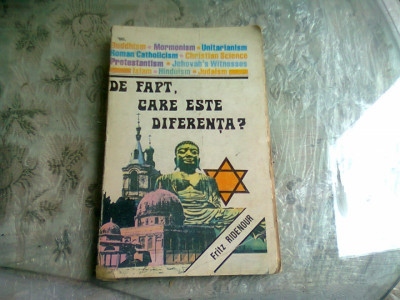 Buddhism • Mormonism • Unitarianism
Roman Catholicism • Christian Science
Protestantism • Jehovah's Witnesses
Islam • Hinduism • Judaism
DE FAPT,
CARE ESTE
DIFERENȚA?
Fritz RIDENOUR